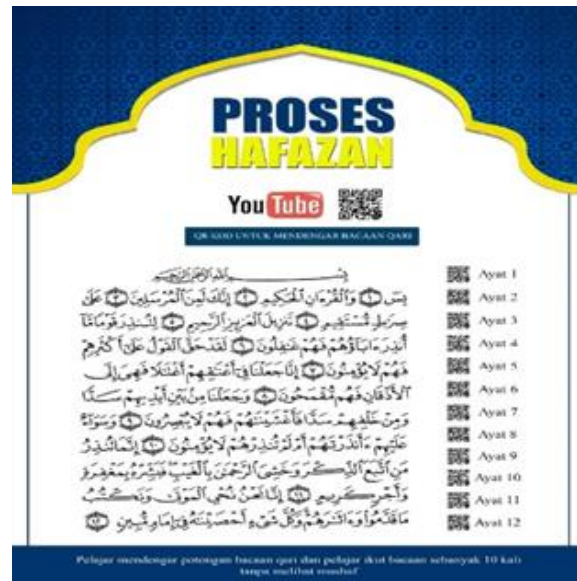 PROSES
HAFAZAN
YouTube
QR KOD UNTUK MENDENGAR BACAAN QARI
بِسْمِ اللَّهِ الرَّحْمَٰنِ الرَّحِيمِ
يسٓ ۝١ وَٱلْقُرْءَانِ ٱلْحَكِيمِ ۝٢ إِنَّكَ لَمِنَ ٱلْمُرْسَلِينَ ۝٣ عَلَىٰ
صِرَٰطٍ مُّسْتَقِيمٍ ۝٤ تَنزِيلَ ٱلْعَزِيزِ ٱلرَّحِيمِ ۝٥ لِتُنذِرَ قَوْمًا مَّآ
أُنذِرَ ءَابَآؤُهُمْ فَهُمْ غَٰفِلُونَ ۝٦ لَقَدْ حَقَّ ٱلْقَوْلُ عَلَىٰٓ أَكْثَرِهِمْ
فَهُمْ لَا يُؤْمِنُونَ ۝٧ إِنَّا جَعَلْنَا فِىٓ أَعْنَٰقِهِمْ أَغْلَٰلًا فَهِىَ إِلَى
ٱلْأَذْقَانِ فَهُم مُّقْمَحُونَ ۝٨ وَجَعَلْنَا مِنۢ بَيْنِ أَيْدِيهِمْ سَدًّا
وَمِنْ خَلْفِهِمْ سَدًّا فَأَغْشَيْنَٰهُمْ فَهُمْ لَا يُبْصِرُونَ ۝٩ وَسَوَآءٌ
عَلَيْهِمْ ءَأَنذَرْتَهُمْ أَمْ لَمْ تُنذِرْهُمْ لَا يُؤْمِنُونَ ۝١٠ إِنَّمَا تُنذِرُ
مَنِ ٱتَّبَعَ ٱلذِّكْرَ وَخَشِىَ ٱلرَّحْمَٰنَ بِٱلْغَيْبِ فَبَشِّرْهُ بِمَغْفِرَةٍ
وَأَجْرٍ كَرِيمٍ ۝١١ إِنَّا نَحْنُ نُحْىِ ٱلْمَوْتَىٰ وَنَكْتُبُ
مَا قَدَّمُوا۟ وَءَاثَٰرَهُمْ وَكُلَّ شَىْءٍ أَحْصَيْنَٰهُ فِىٓ إِمَامٍ مُّبِينٍ ۝١٢
Ayat 1
Ayat 2
Ayat 3
Ayat 4
Ayat 5
Ayat 6
Ayat 7
Ayat 8
Ayat 9
Ayat 10
Ayat 11
Ayat 12
Pelajar mendengar potongan bacaan qari dan pelajar ikut bacaan sebanyak 10 kali
tanpa melihat mushaf